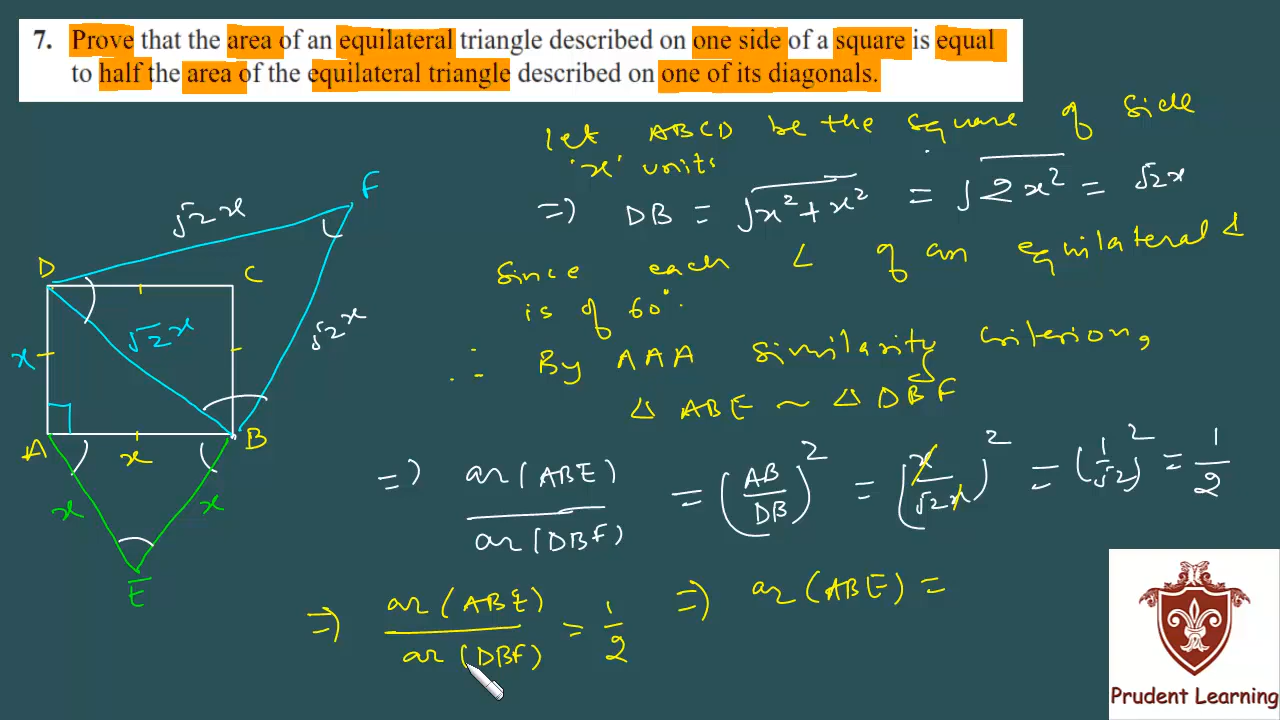 7. Prove that the area of an equilateral triangle described on one side of a square is equal
to half the area of the equilateral triangle described on one of its diagonals.
let ABCD be the square of side
'x' units
=> DB = √x²+x² = √2x² = √2x
Since each ∠ of an equilateral Δ
is of 60°.
∴ By AAA similarity criterion,
Δ ABE ~ Δ DBF
=> ar(ABE)/ar(DBF) = (AB/DB)² = (x/√2x)² = (1/√2)² = 1/2
=> ar(ABE)/ar(DBF) = 1/2 => ar(ABE) =
F
√2x
D
C
√2x
√2x
x
A
x
B
x
x
E
Prudent Learning